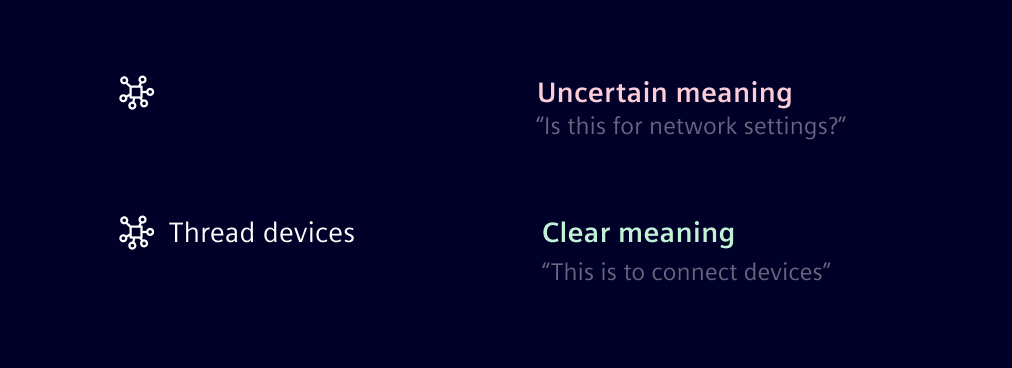 Uncertain meaning
“Is this for network settings?”
Thread devices
Clear meaning
“This is to connect devices”